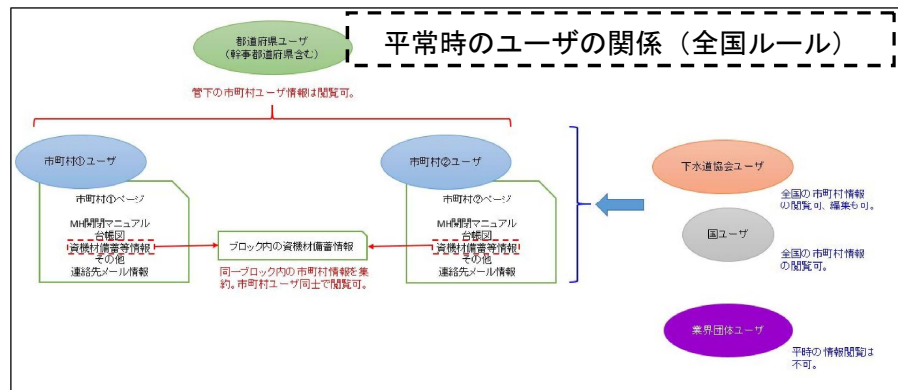 平常時のユーザの関係（全国ルール）
都道府県ユーザ
（幹事都道府県含む）
管下の市町村ユーザ情報は閲覧可。
市町村①ユーザ
市町村①ページ
MH開閉マニュアル
台帳図
資機材備蓄等情報
その他
連絡先メール情報
ブロック内の資機材備蓄情報
同一ブロック内の市町村情報を集
約。市町村ユーザ同士で閲覧可。
市町村②ユーザ
市町村②ページ
MH開閉マニュアル
台帳図
資機材備蓄等情報
その他
連絡先メール情報
下水道協会ユーザ
全国の市町村情報
の閲覧可、編集も可。
国ユーザ
全国の市町村情報
の閲覧可。
業界団体ユーザ
平時の情報閲覧は
不可。